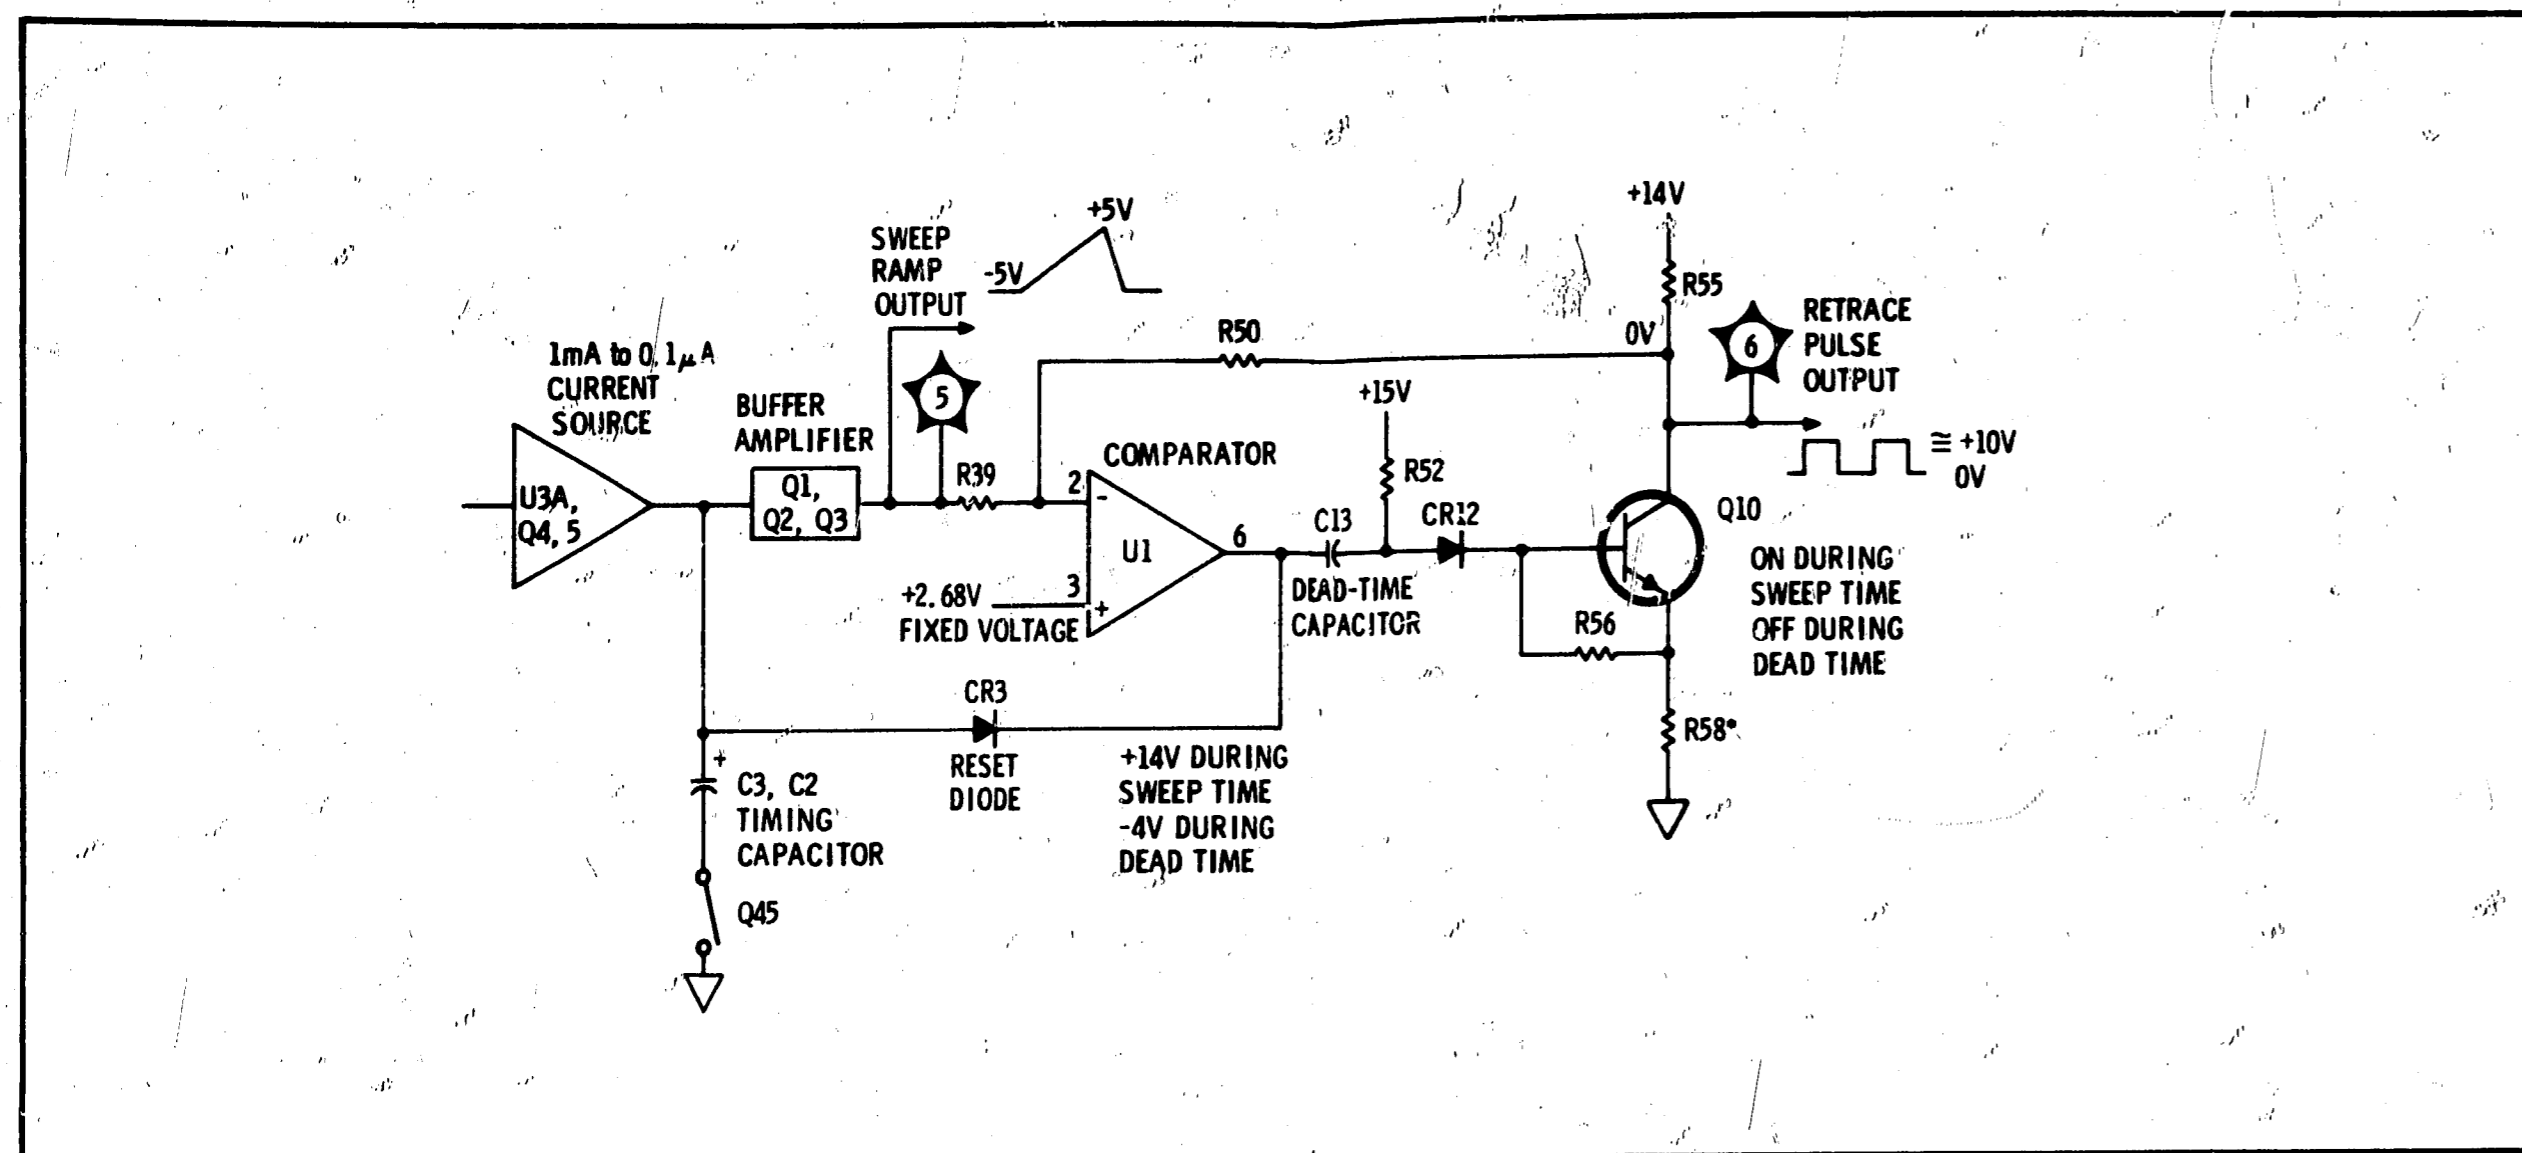 +14V
+5V
SWEEP
RAMP
OUTPUT
-5V
R55
RETRACE
PULSE
OUTPUT
6
0V
R50
1mA to 0.1μA
CURRENT
SOURCE
BUFFER
AMPLIFIER
5
+15V
COMPARATOR
≅ +10V
0V
R39
2
-
R52
U3A,
Q4, 5
Q1,
Q2, Q3
C13
CR12
Q10
U1
6
+2.68V
FIXED VOLTAGE
3
+
DEAD-TIME
CAPACITOR
R56
ON DURING
SWEEP TIME
OFF DURING
DEAD TIME
CR3
RESET
DIODE
+14V DURING
SWEEP TIME
-4V DURING
DEAD TIME
R58*
+
C3, C2
TIMING
CAPACITOR
Q45